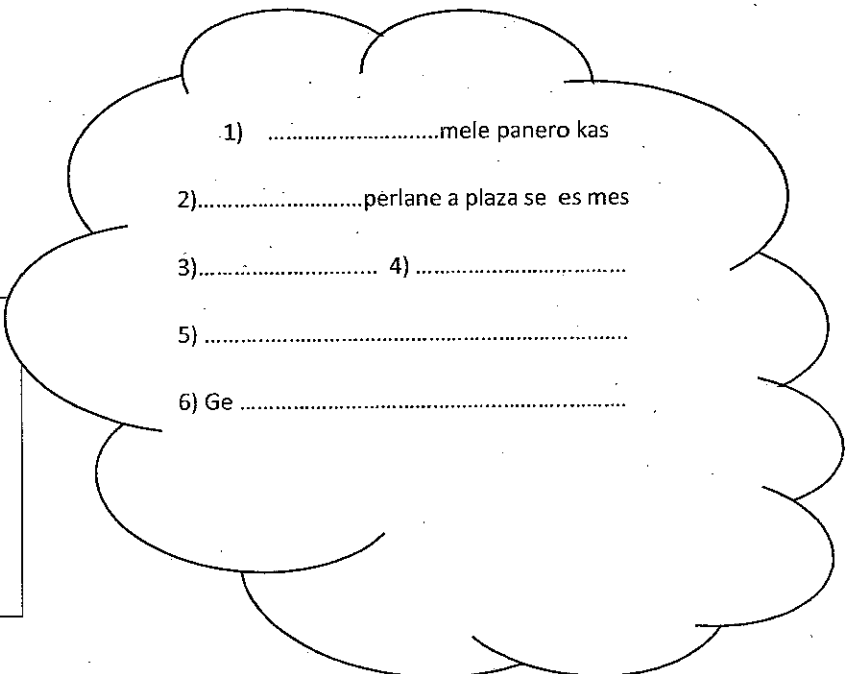 1) ..............................mele panero kas
2)............................perlane a plaza se es mes
3)............................... 4) ....................................
5) .........................................................................
6) Ge ..................................................................